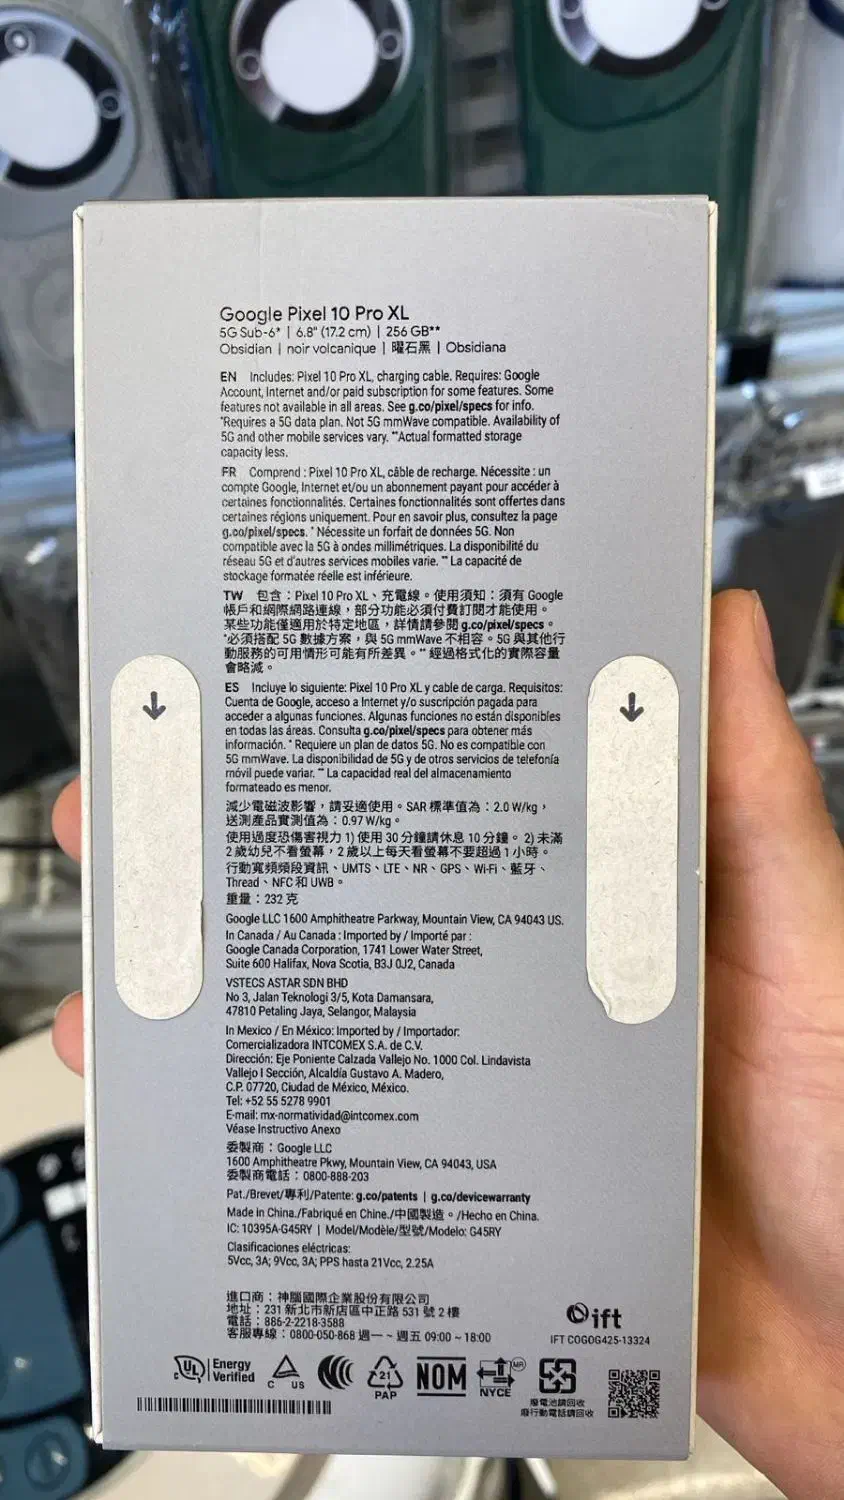 Google Pixel 10 Pro XL
5G Sub-6* | 6.8" (17.2 cm) | 256 GB**
Obsidian | noir volcanique | 曜石黑 | Obsidiana
EN Includes: Pixel 10 Pro XL, charging cable. Requires: Google
Account, Internet and/or paid subscription for some features. Some
features not available in all areas. See g.co/pixel/specs for info.
*Requires a 5G data plan. Not 5G mmWave compatible. Availability of
5G and other mobile services vary. **Actual formatted storage
capacity less.
FR Comprend : Pixel 10 Pro XL, câble de recharge. Nécessite : un
compte Google, Internet et/ou un abonnement payant pour accéder à
certaines fonctionnalités. Certaines fonctionnalités sont offertes dans
certaines régions uniquement. Pour en savoir plus, consultez la page
g.co/pixel/specs. * Nécessite un forfait de données 5G. Non
compatible avec la 5G à ondes millimétriques. La disponibilité du
réseau 5G et d'autres services mobiles varie. ** La capacité de
stockage formatée réelle est inférieure.
TW 包含：Pixel 10 Pro XL、充電線。使用須知：須有 Google
帳戶和網際網路連線，部分功能必須付費訂閱才能使用。
某些功能僅適用於特定地區，詳情請參閱 g.co/pixel/specs。
*必須搭配 5G 數據方案，與 5G mmWave 不相容。5G 與其他行
動服務的可用情形可能有所差異。** 經過格式化的實際容量
會略減。
ES Incluye lo siguiente: Pixel 10 Pro XL y cable de carga. Requisitos:
Cuenta de Google, acceso a Internet y/o suscripción pagada para
acceder a algunas funciones. Algunas funciones no están disponibles
en todas las áreas. Consulta g.co/pixel/specs para obtener más
información. * Requiere un plan de datos 5G. No es compatible con
5G mmWave. La disponibilidad de 5G y de otros servicios de telefonía
móvil puede variar. ** La capacidad real del almacenamiento
formateado es menor.
減少電磁波影響，請妥適使用。SAR 標準值為：2.0 W/kg，
送測產品實測值為：0.97 W/kg。
使用過度恐傷害視力 1) 使用 30 分鐘請休息 10 分鐘。 2) 未滿
2 歲幼兒不看螢幕，2 歲以上每天看螢幕不要超過 1 小時。
行動寬頻頻段資訊、UMTS、LTE、NR、GPS、Wi-Fi、藍牙、
Thread、NFC 和 UWB。
重量：232 克
Google LLC 1600 Amphitheatre Parkway, Mountain View, CA 94043 US.
In Canada / Au Canada : Imported by / Importé par :
Google Canada Corporation, 1741 Lower Water Street,
Suite 600 Halifax, Nova Scotia, B3J 0J2, Canada
VSTECS ASTAR SDN BHD
No 3, Jalan Teknologi 3/5, Kota Damansara,
47810 Petaling Jaya, Selangor, Malaysia
In Mexico / En México: Imported by / Importador:
Comercializadora INTCOMEX S.A. de C.V.
Dirección: Eje Poniente Calzada Vallejo No. 1000 Col. Lindavista
Vallejo I Sección, Alcaldía Gustavo A. Madero,
C.P. 07720, Ciudad de México, México.
Tel: +52 55 5278 9901
E-mail: mx-normatividad@intcomex.com
Véase Instructivo Anexo
委製商：Google LLC
1600 Amphitheatre Pkwy, Mountain View, CA 94043, USA
委製商電話：0800-888-203
Pat./Brevet/專利/Patente: g.co/patents | g.co/devicewarranty
Made in China./Fabriqué en Chine./中國製造。/Hecho en China.
IC: 10395A-G45RY | Model/Modèle/型號/Modelo: G45RY
Clasificaciones eléctricas:
5Vcc, 3A; 9Vcc, 3A; PPS hasta 21Vcc, 2.25A
進口商：神腦國際企業股份有限公司
地址：231 新北市新店區中正路 531 號 2 樓
電話：886-2-2218-3588
客服專線：0800-050-868 週一 ~ 週五 09:00 ~ 18:00
ift
IFT COGOG425-13324
c UL Energy Verified
C US
21
PAP
NOM
MR
NYCE
廢電池請回收
廢行動電話請回收